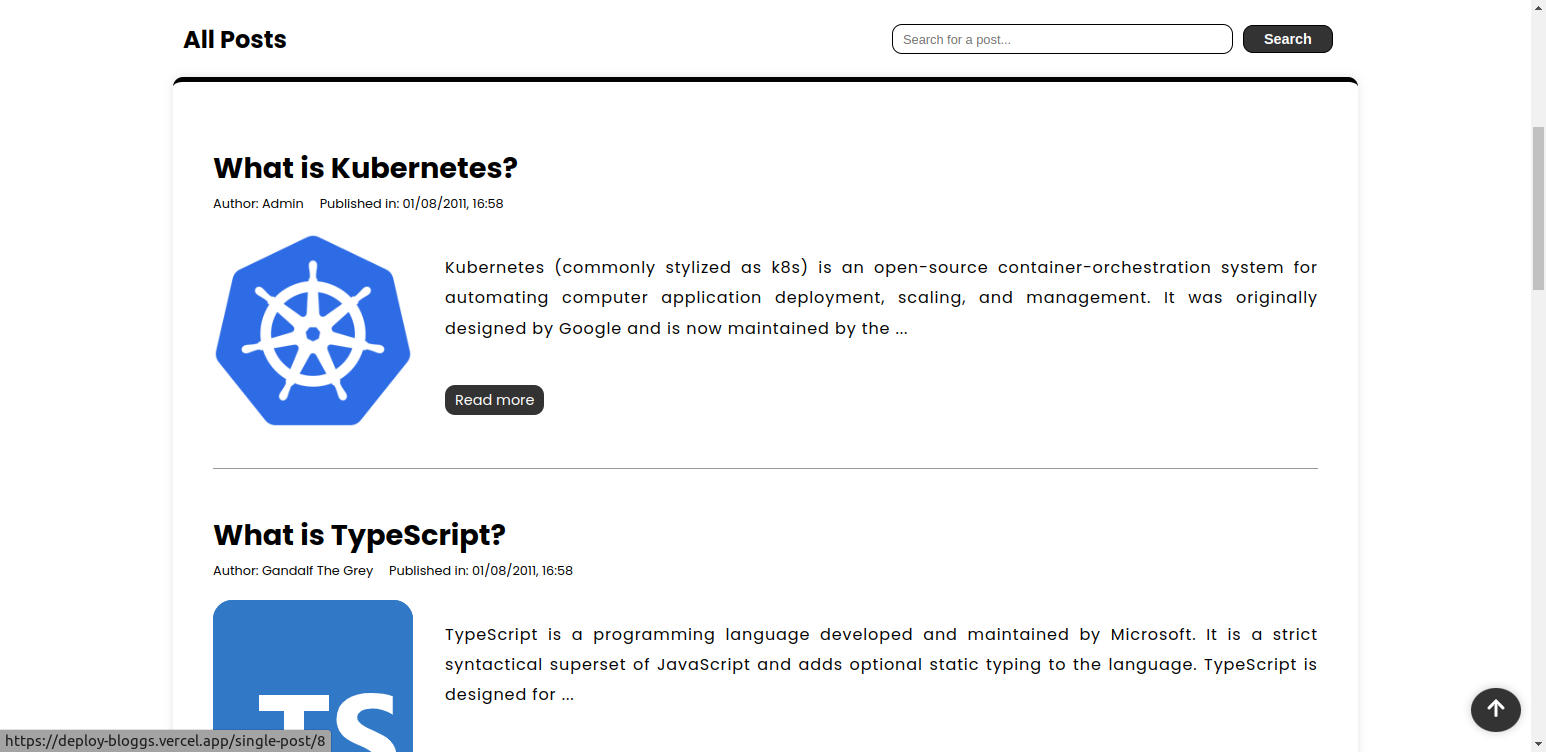 All Posts
Search for a post...
Search
What is Kubernetes?
Author: Admin Published in: 01/08/2011, 16:58
Kubernetes (commonly stylized as k8s) is an open-source container-orchestration system for
automating computer application deployment, scaling, and management. It was originally
designed by Google and is now maintained by the ...
Read more
What is TypeScript?
Author: Gandalf The Grey Published in: 01/08/2011, 16:58
TS
TypeScript is a programming language developed and maintained by Microsoft. It is a strict
syntactical superset of JavaScript and adds optional static typing to the language. TypeScript is
designed for ...
https://deploy-bloggs.vercel.app/single-post/8